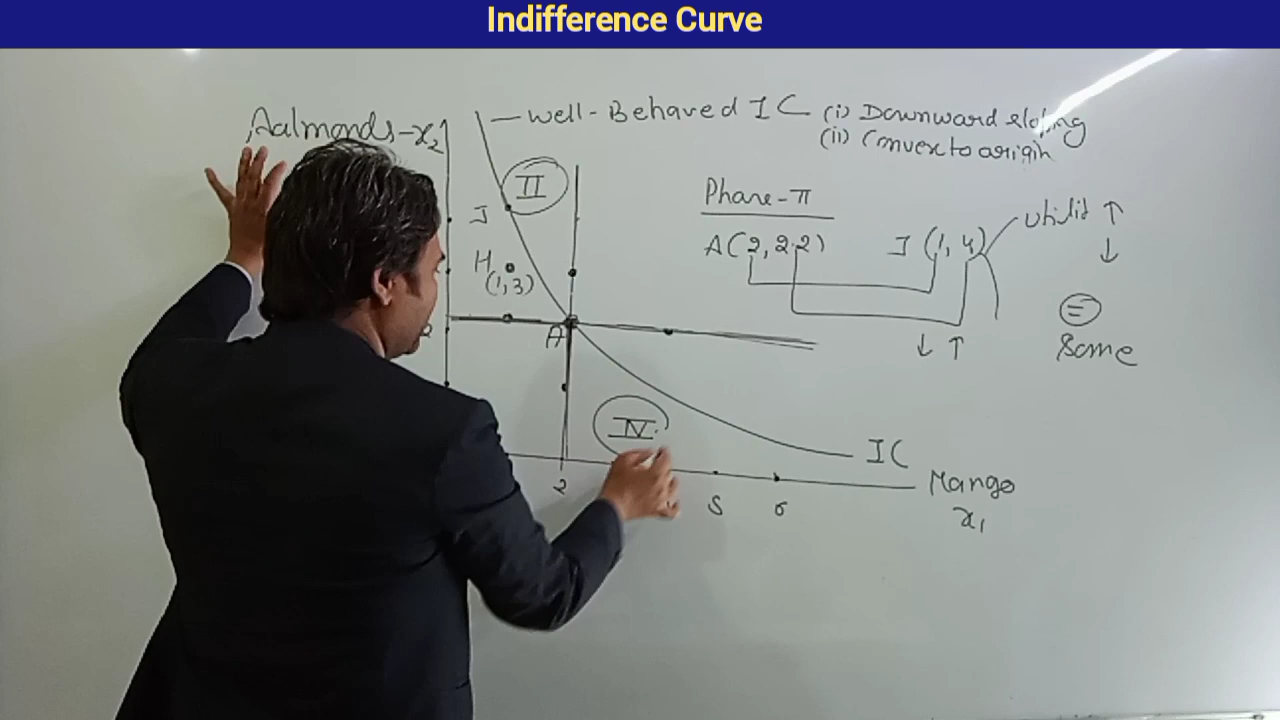 Indifference Curve
Aalmonds-x₂
Well-Behaved IC
(i) Downward sloping
(ii) Convex to origin
II
Phase-II
A(2,2.2)
J (1,4)
utilit ↑
↓
J
H
(1,3)
=
Same
↓ ↑
A
IV
IC
Mango
x₁
2
5
6